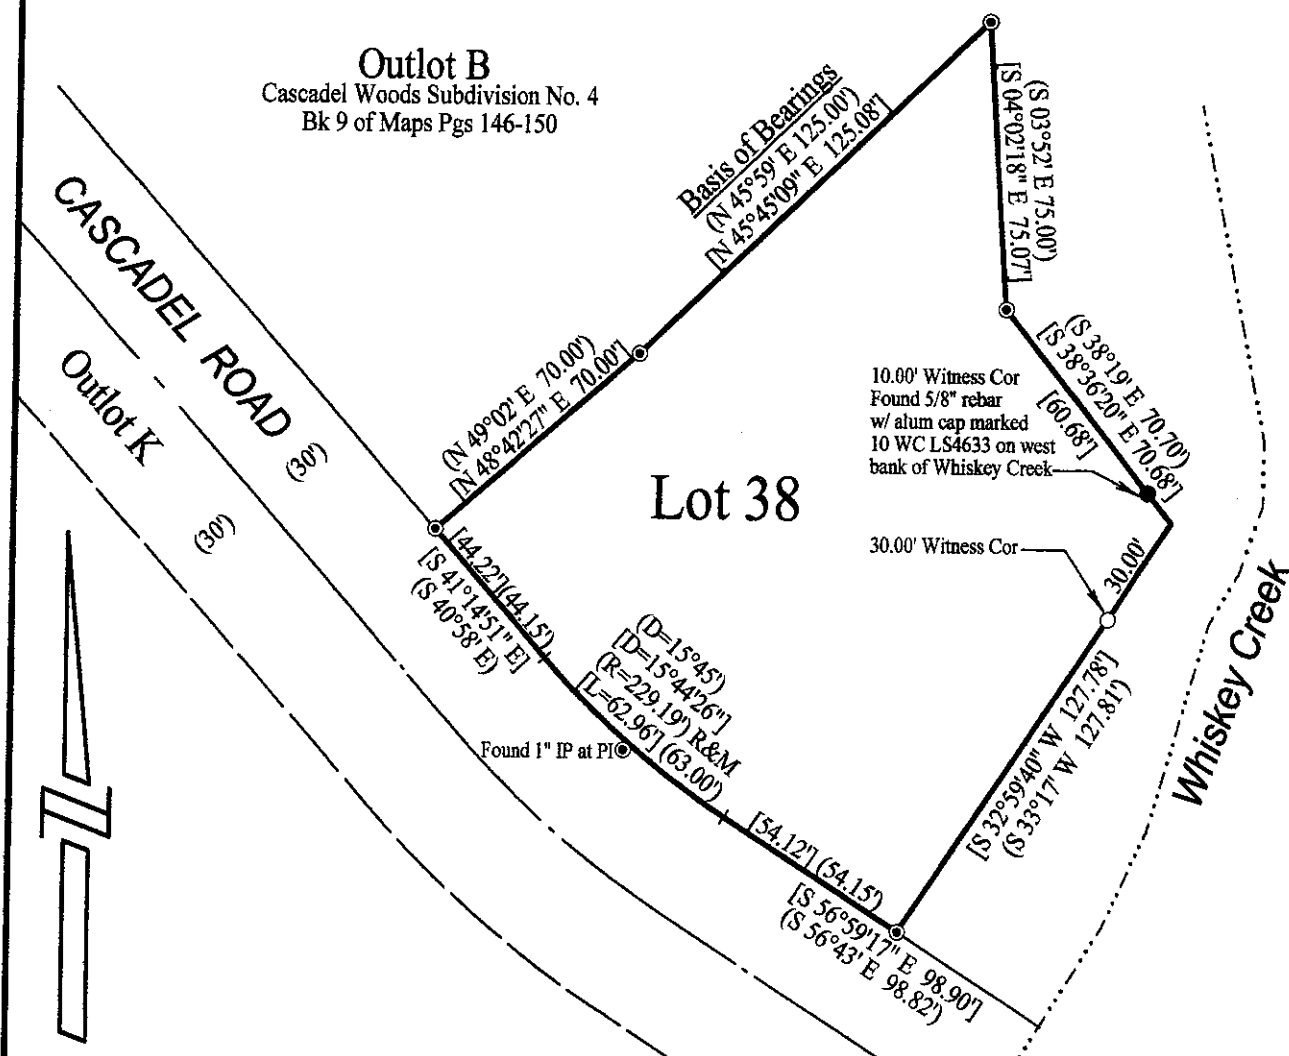 Outlot B
Cascadel Woods Subdivision No. 4
Bk 9 of Maps Pgs 146-150
Basis of Bearings
(N 45°59' E 125.00')
[N 45°45'09" E 125.08']
(S 03°52' E 75.00')
[S 04°02'18" E 75.07']
CASCADEL ROAD
(30')
Outlot K
(30')
(N 49°02' E 70.00')
[N 48°42'27" E 70.00']
(S 38°19' E 70.70')
[S 38°36'20" E 70.68']
[60.68']
10.00' Witness Cor
Found 5/8" rebar
w/ alum cap marked
10 WC LS4633 on west
bank of Whiskey Creek
Lot 38
30.00' Witness Cor
30.00'
[44.22'](44.15')
[S 41°14'51" E]
(S 40°58' E)
(D=15°45')
[D=15°44'26"]
(R=229.19') R&M
[L=62.96'] (63.00')
Found 1" IP at PI
[S 32°59'40" W 127.78']
(S 33°17' W 127.81')
Whiskey Creek
[54.12'] (54.15')
[S 56°59'17" E 98.90']
(S 56°43' E 98.82')
N